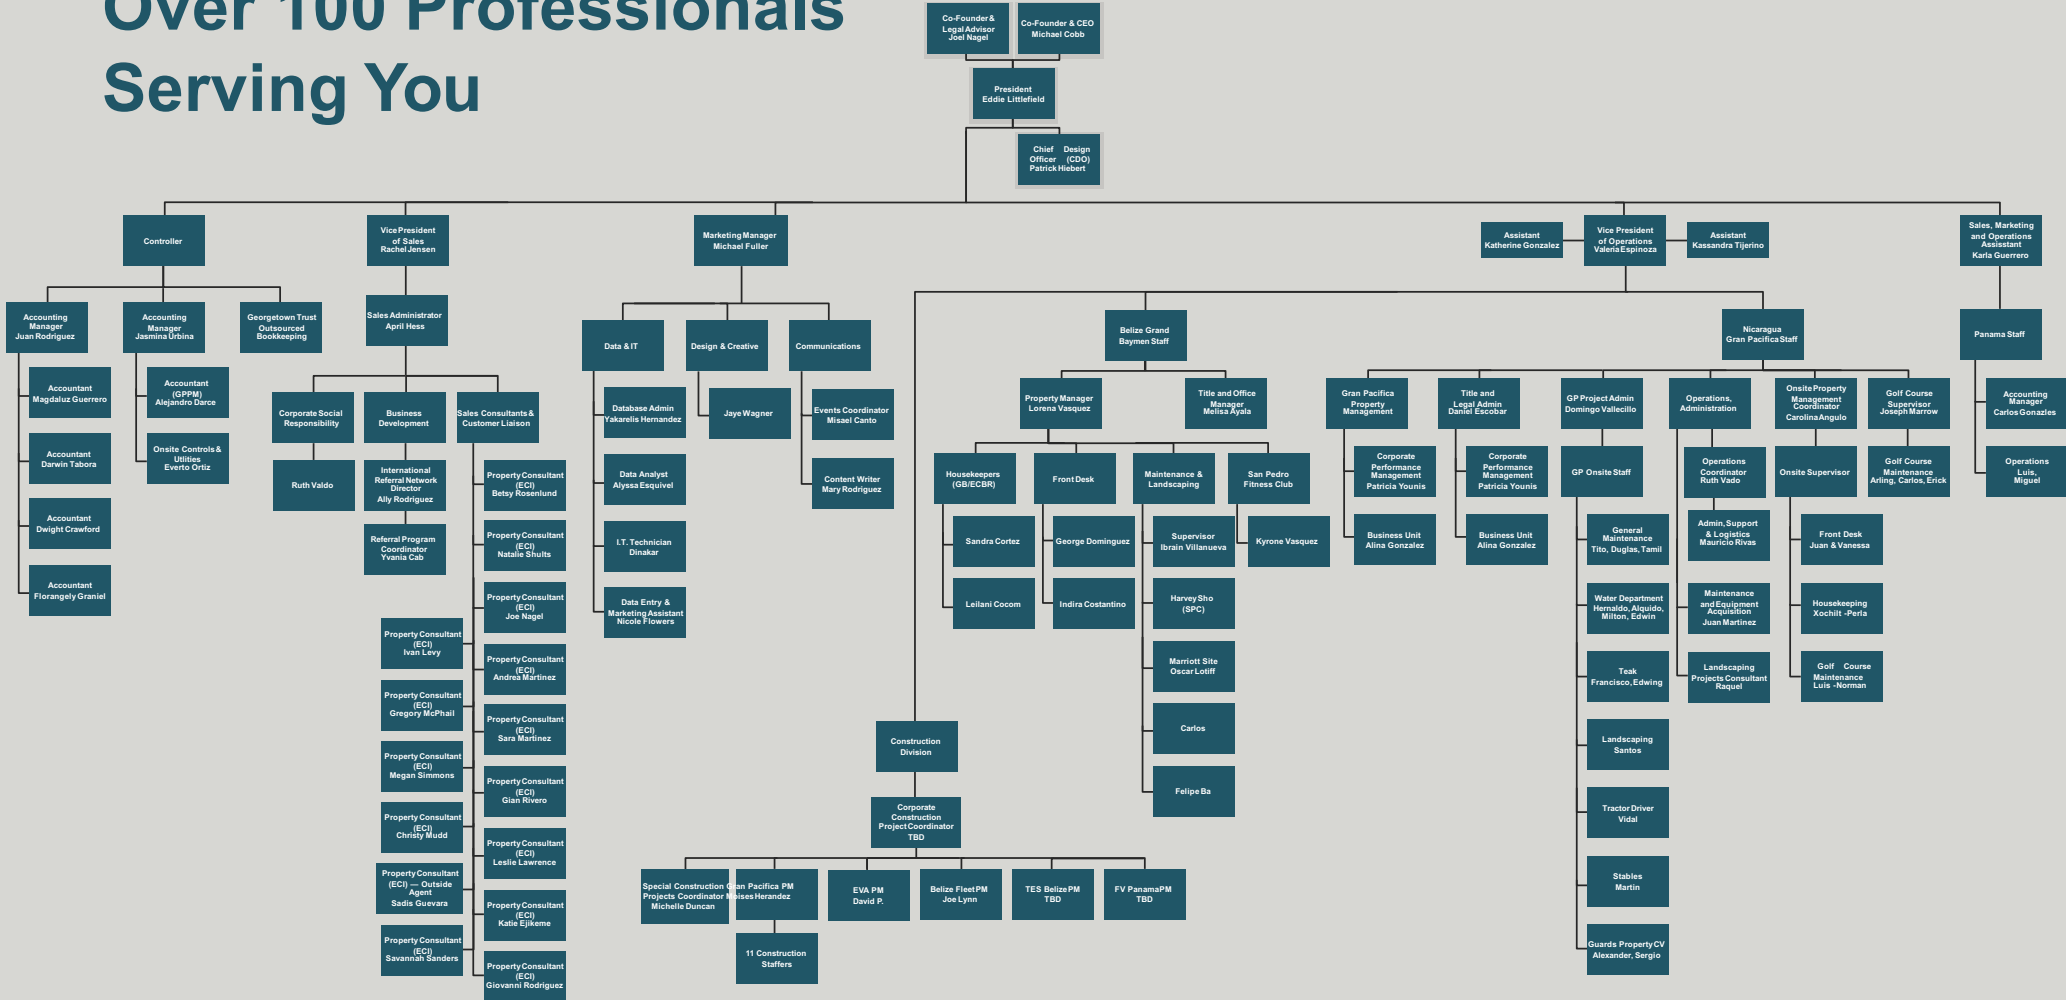 Over 100 Professionals
Serving You
Co-Founder &
Legal Advisor
Joel Nagel
Co-Founder & CEO
Michael Cobb
President
Eddie Littlefield
Chief Design
Officer (CDO)
Patrick Hiebert
Controller
Vice President
of Sales
Rachel Jensen
Marketing Manager
Michael Fuller
Assistant
Katherine Gonzalez
Vice President
of Operations
Valeria Espinoza
Assistant
Kassandra Tijerino
Sales, Marketing
and Operations
Assisstant
Karla Guerrero
Accounting
Manager
Juan Rodriguez
Accounting
Manager
Jasmina Urbina
Georgetown Trust
Outsourced
Bookkeeping
Sales Administrator
April Hess
Data & IT
Design & Creative
Communications
Belize Grand
Baymen Staff
Nicaragua
Gran Pacifica Staff
Panama Staff
Accountant
Magdaluz Guerrero
Accountant
(GPPM)
Alejandro Darce
Accountant
Darwin Tabora
Onsite Controls &
Utlities
Everto Ortiz
Accountant
Dwight Crawford
Accountant
Florangely Graniel
Corporate Social
Responsibility
Business
Development
Sales Consultants &
Customer Liaison
Ruth Valdo
International
Referral Network
Director
Ally Rodriguez
Referral Program
Coordinator
Yvania Cab
Property Consultant
(ECI)
Betsy Rosenlund
Property Consultant
(ECI)
Natalie Shults
Property Consultant
(ECI)
Joe Nagel
Property Consultant
(ECI)
Ivan Levy
Property Consultant
(ECI)
Andrea Martinez
Property Consultant
(ECI)
Gregory McPhail
Property Consultant
(ECI)
Sara Martinez
Property Consultant
(ECI)
Megan Simmons
Property Consultant
(ECI)
Gian Rivero
Property Consultant
(ECI)
Christy Mudd
Property Consultant
(ECI)
Leslie Lawrence
Property Consultant
(ECI) — Outside
Agent
Sadis Guevara
Property Consultant
(ECI)
Katie Ejikeme
Property Consultant
(ECI)
Savannah Sanders
Property Consultant
(ECI)
Giovanni Rodriguez
Database Admin
Yakarelis Hernandez
Data Analyst
Alyssa Esquivel
I.T. Technician
Dinakar
Data Entry &
Marketing Assistant
Nicole Flowers
Jaye Wagner
Events Coordinator
Misael Canto
Content Writer
Mary Rodriguez
Property Manager
Lorena Vasquez
Title and Office
Manager
Melisa Ayala
Housekeepers
(GB/ECBR)
Front Desk
Maintenance &
Landscaping
San Pedro
Fitness Club
Sandra Cortez
George Dominguez
Supervisor
Ibrain Villanueva
Kyrone Vasquez
Leilani Cocom
Indira Costantino
Harvey Sho
(SPC)
Marriott Site
Oscar Lotiff
Carlos
Felipe Ba
Construction
Division
Corporate
Construction
Project Coordinator
TBD
Special Construction
Projects Coordinator
Michelle Duncan
Gran Pacifica PM
Moises Herandez
EVA PM
David P.
Belize Fleet PM
Joe Lynn
TES Belize PM
TBD
FV Panama PM
TBD
11 Construction
Staffers
Gran Pacifica
Property
Management
Title and
Legal Admin
Daniel Escobar
GP Project Admin
Domingo Vallecillo
Operations,
Administration
Onsite Property
Management
Coordinator
Carolina Angulo
Golf Course
Supervisor
Joseph Marrow
Accounting
Manager
Carlos Gonazles
Corporate
Performance
Management
Patricia Younis
Corporate
Performance
Management
Patricia Younis
GP Onsite Staff
Operations
Coordinator
Ruth Vado
Onsite Supervisor
Golf Course
Maintenance
Arling, Carlos, Erick
Operations
Luis,
Miguel
Business Unit
Alina Gonzalez
Business Unit
Alina Gonzalez
General
Maintenance
Tito, Duglas, Tamil
Admin, Support
& Logistics
Mauricio Rivas
Front Desk
Juan & Vanessa
Water Department
Hernaldo, Alquido,
Milton, Edwin
Maintenance
and Equipment
Acquisition
Juan Martinez
Housekeeping
Xochilt -Perla
Teak
Francisco, Edwing
Landscaping
Projects Consultant
Raquel
Golf Course
Maintenance
Luis -Norman
Landscaping
Santos
Tractor Driver
Vidal
Stables
Martin
Guards Property CV
Alexander, Sergio